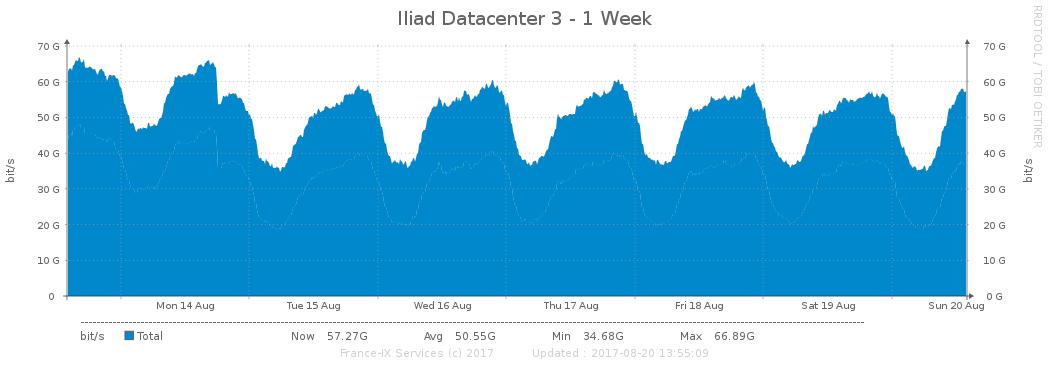 Iliad Datacenter 3 - 1 Week
RRDTOOL / TOBI OETIKER
70 G 70 G
60 G 60 G
50 G 50 G
40 G 40 G
30 G 30 G
20 G 20 G
10 G 10 G
0 0 G
bit/s bit/s
Mon 14 Aug Tue 15 Aug Wed 16 Aug Thu 17 Aug Fri 18 Aug Sat 19 Aug Sun 20 Aug
bit/s Total Now 57.27G Avg 50.55G Min 34.68G Max 66.89G
France-IX Services (c) 2017 Updated : 2017-08-20 13:55:09